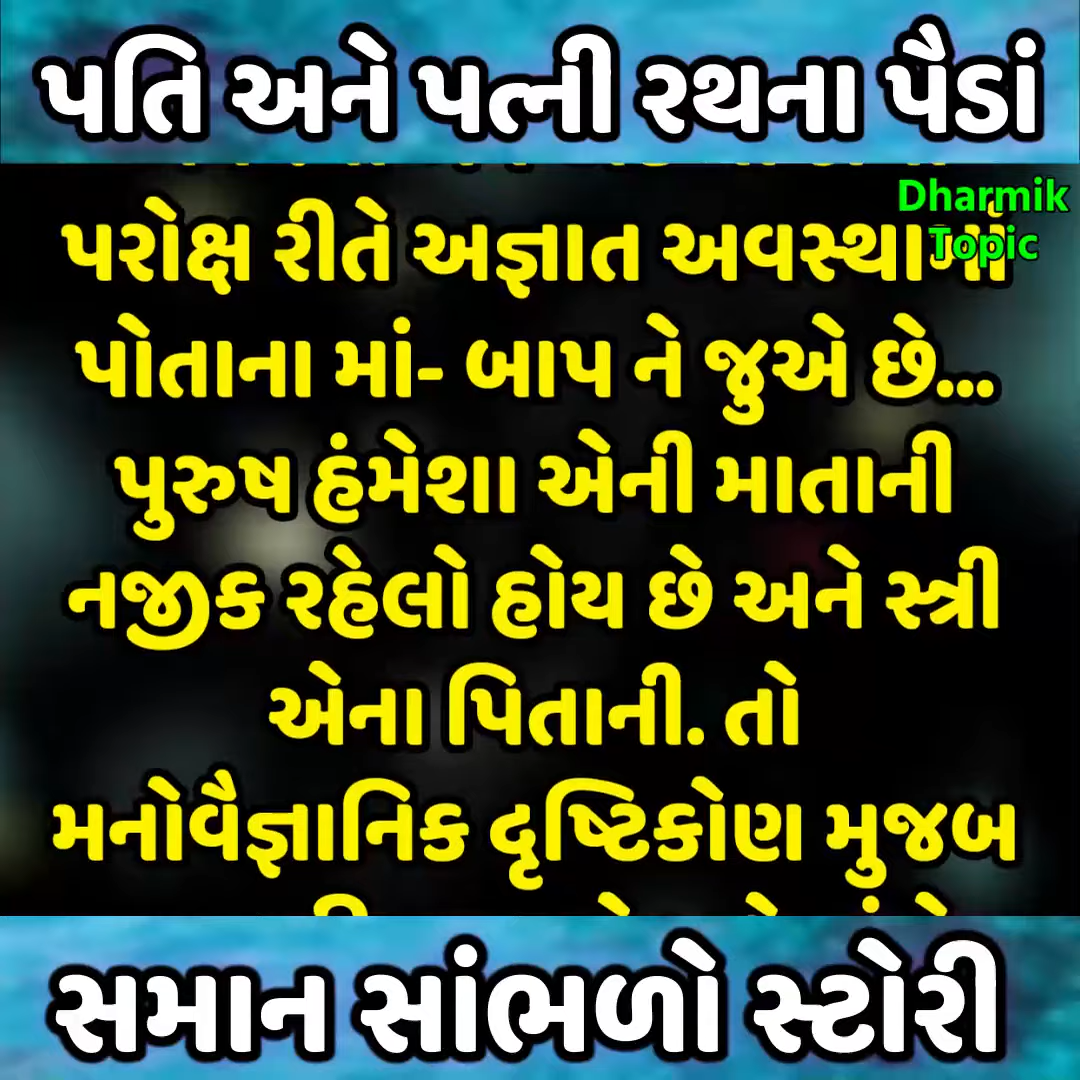 પતિ અને પત્ની રથના પૈડાં
Dharmik
Topic
પરોક્ષ રીતે અજ્ઞાત અવસ્થામાં
પોતાના માં- બાપ ને જુએ છે...
પુરુષ હંમેશા એની માતાની
નજીક રહેલો હોય છે અને સ્ત્રી
એના પિતાની. તો
મનોવૈજ્ઞાનિક દૃષ્ટિકોણ મુજબ
સમાન સાંભળો સ્ટોરી